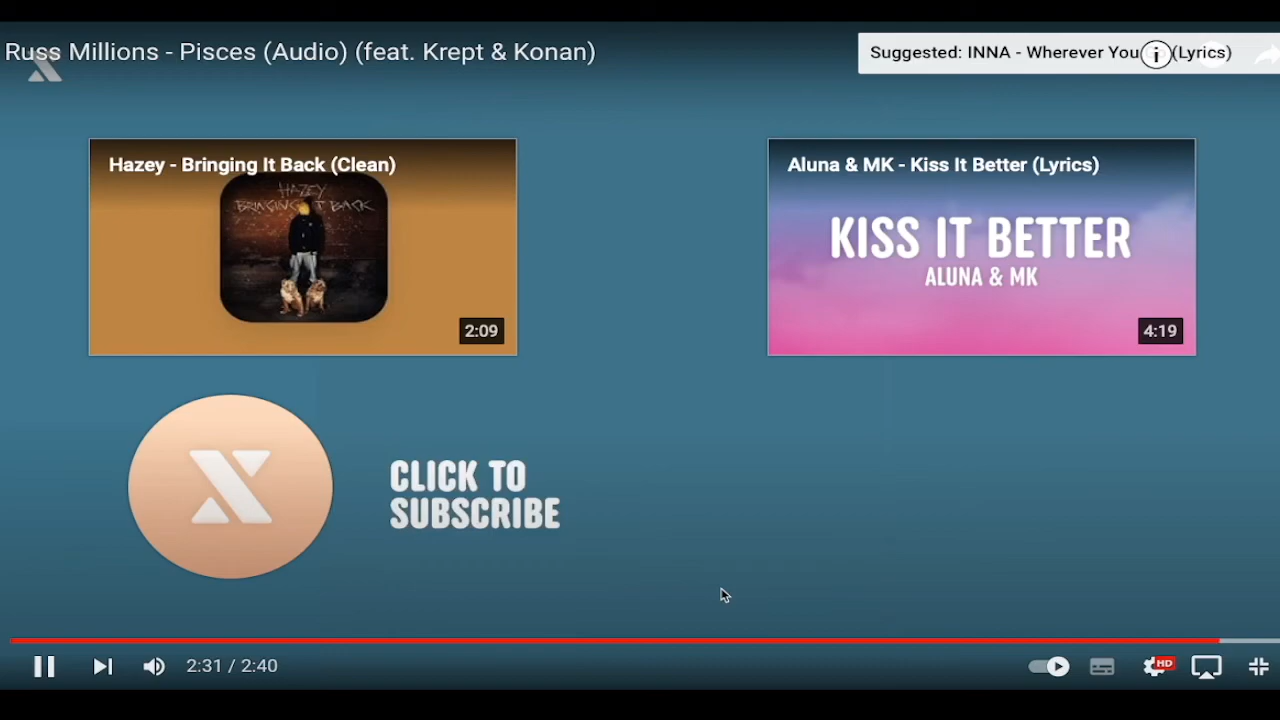 Russ Millions - Pisces (Audio) (feat. Krept & Konan)
Suggested: INNA - Wherever You (Lyrics)
Hazey - Bringing It Back (Clean)
HAZEY
BRINGING IT BACK
2:09
Aluna & MK - Kiss It Better (Lyrics)
KISS IT BETTER
ALUNA & MK
4:19
CLICK TO
SUBSCRIBE
2:31 / 2:40
HD